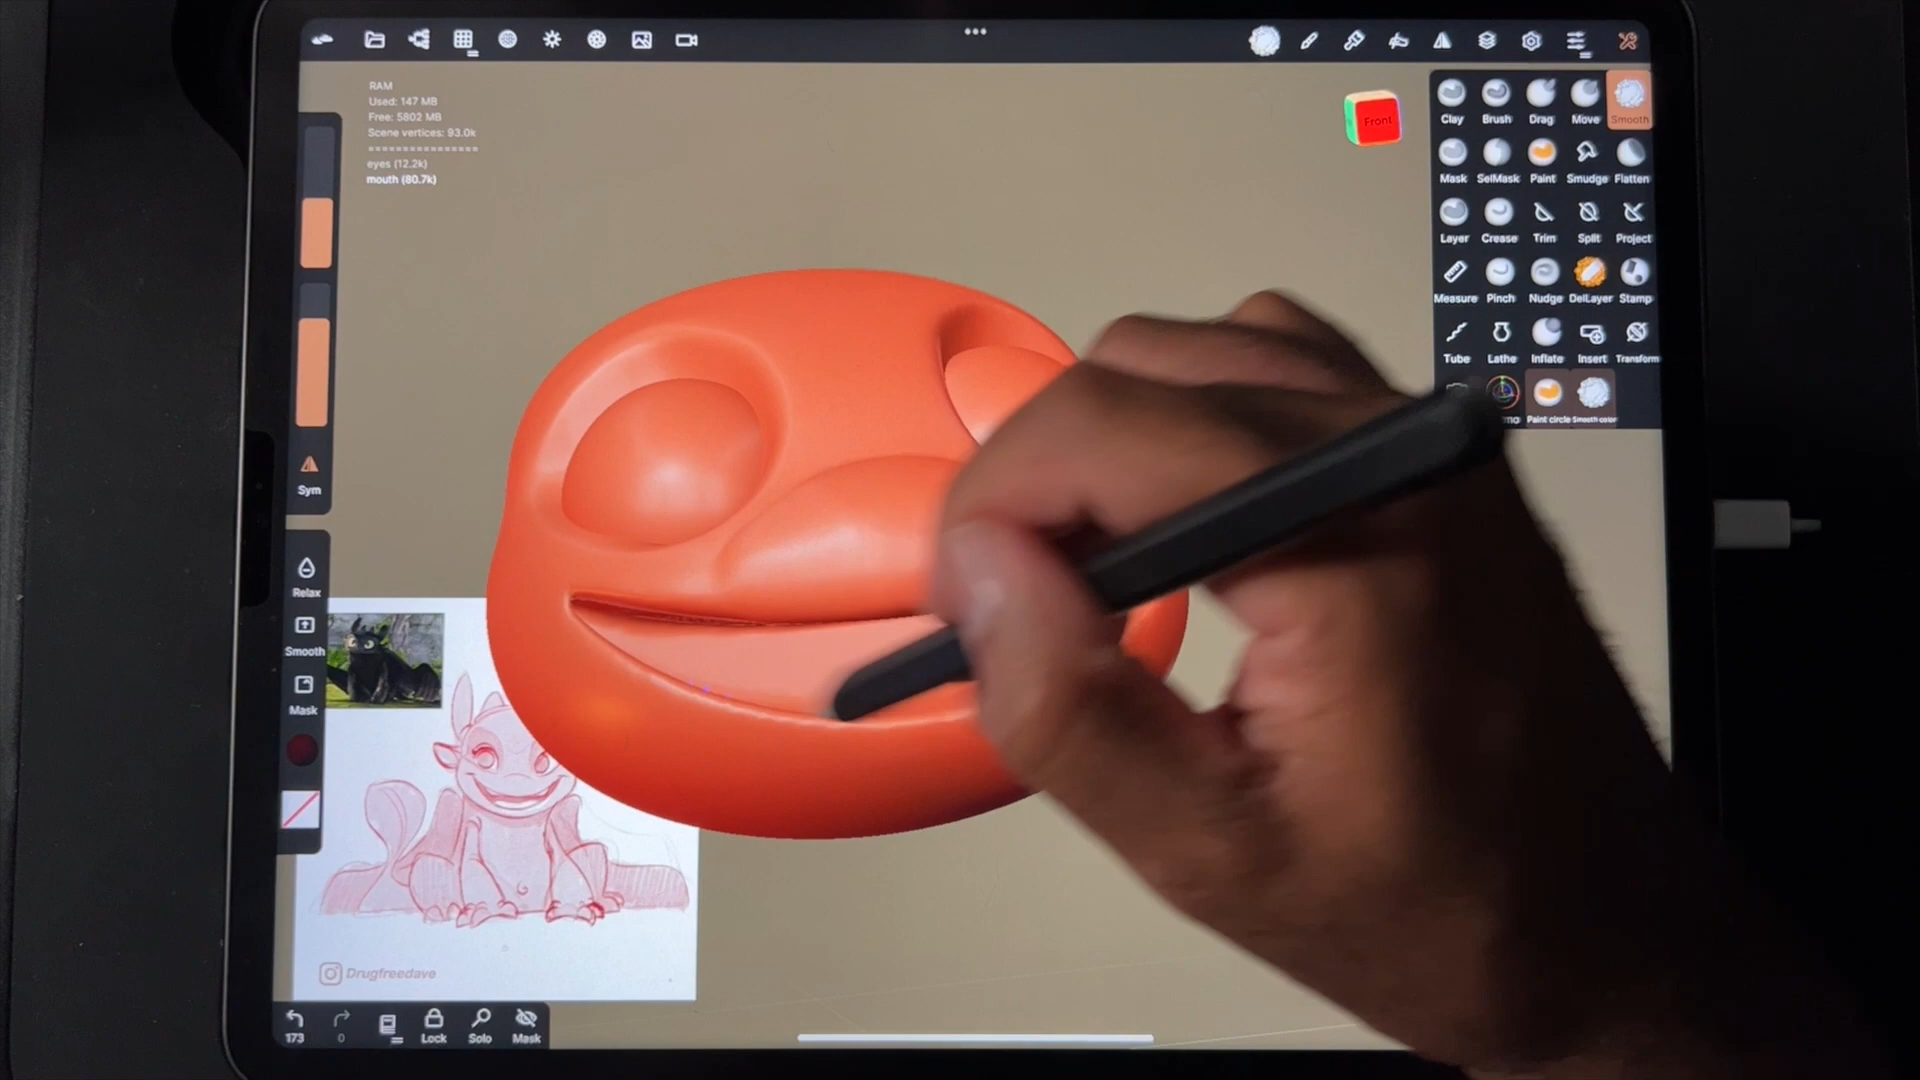 RAM
Used: 147 MB
Free: 5802 MB
Scene vertices: 93.0k
================
eyes (12.2k)
mouth (80.7k)
Front
Clay Brush Drag Move Smooth
Mask SelMask Paint Smudge Flatten
Layer Crease Trim Split Project
Measure Pinch Nudge DelLayer Stamp
Tube Lathe Inflate Insert Transform
Paint circle Smooth color
Sym
Relax
Smooth
Mask
Drugfreedave
173 0 Lock Solo Mask